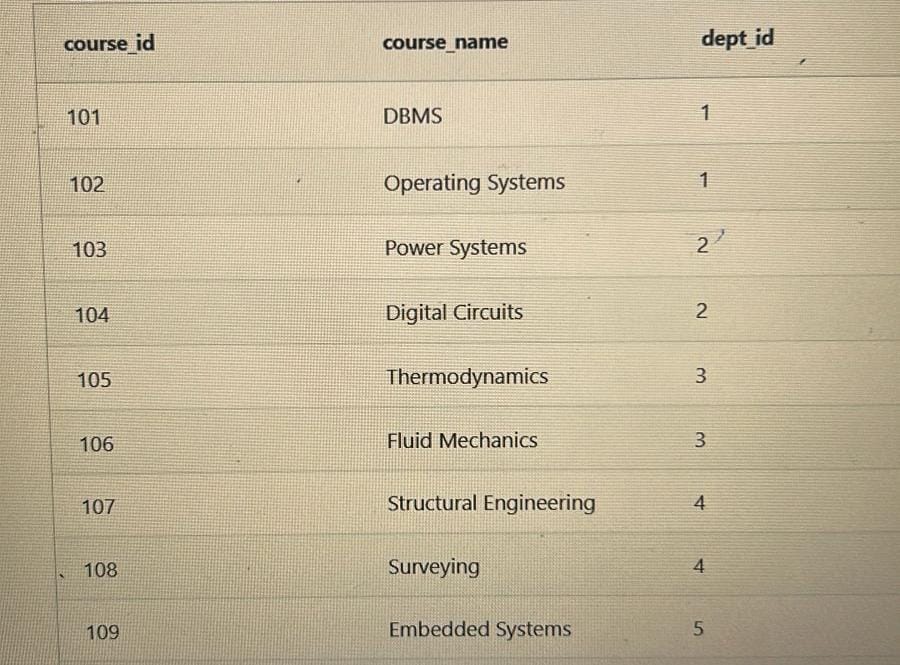 course_id course_name dept_id
101 DBMS 1
102 Operating Systems 1
103 Power Systems 2
104 Digital Circuits 2
105 Thermodynamics 3
106 Fluid Mechanics 3
107 Structural Engineering 4
108 Surveying 4
109 Embedded Systems 5